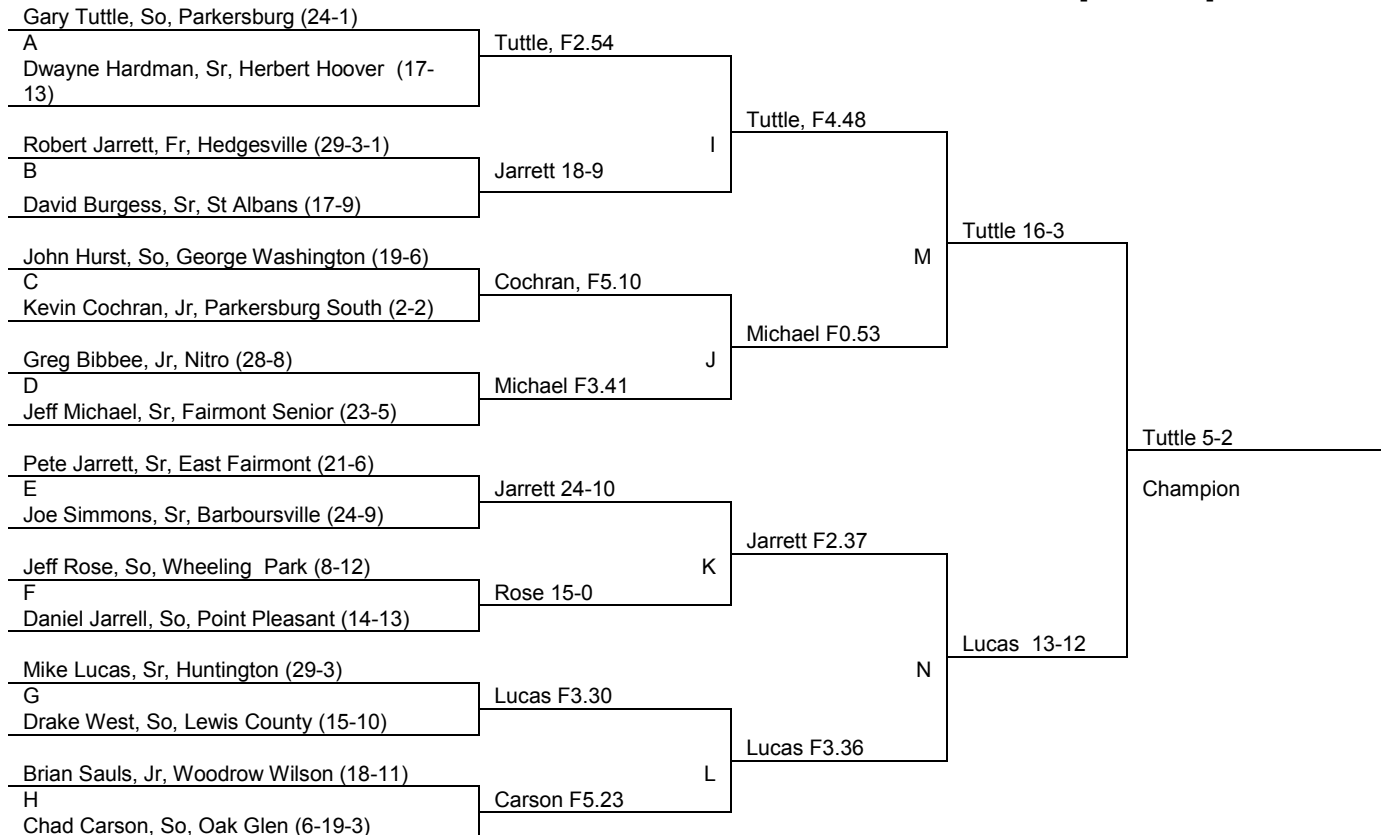 Gary Tuttle, So, Parkersburg (24-1)
A
Tuttle, F2.54
Dwayne Hardman, Sr, Herbert Hoover (17-
13)
Tuttle, F4.48
Robert Jarrett, Fr, Hedgesville (29-3-1)
I
B
Jarrett 18-9
David Burgess, Sr, St Albans (17-9)
Tuttle 16-3
John Hurst, So, George Washington (19-6)
M
C
Cochran, F5.10
Kevin Cochran, Jr, Parkersburg South (2-2)
Michael F0.53
Greg Bibbee, Jr, Nitro (28-8)
J
D
Michael F3.41
Jeff Michael, Sr, Fairmont Senior (23-5)
Tuttle 5-2
Pete Jarrett, Sr, East Fairmont (21-6)
E
Jarrett 24-10
Champion
Joe Simmons, Sr, Barboursville (24-9)
Jarrett F2.37
Jeff Rose, So, Wheeling Park (8-12)
K
F
Rose 15-0
Daniel Jarrell, So, Point Pleasant (14-13)
Lucas 13-12
Mike Lucas, Sr, Huntington (29-3)
N
G
Lucas F3.30
Drake West, So, Lewis County (15-10)
Lucas F3.36
Brian Sauls, Jr, Woodrow Wilson (18-11)
L
H
Carson F5.23
Chad Carson, So, Oak Glen (6-19-3)